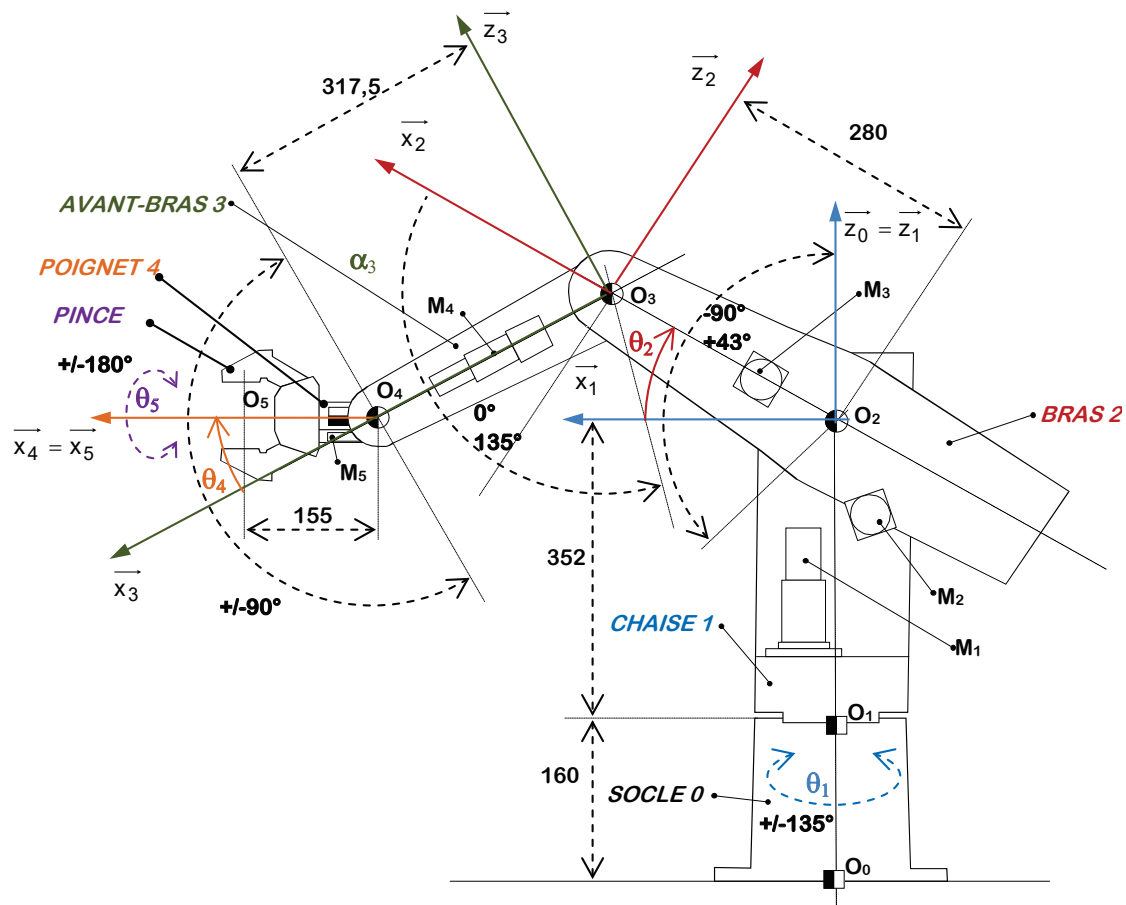 z₃
z₂
317,5
280
x₂
z₀ = z₁
AVANT-BRAS 3
α₃
POIGNET 4
M₃
O₃
-90°
M₄
+43°
PINCE
θ₂
+/-180°
x₁
O₄
O₅
θ₅
0°
O₂
BRAS 2
x₄ = x₅
135°
M₅
θ₄
155
352
x₃
+/-90°
M₂
CHAISE 1
M₁
O₁
160
SOCLE 0
θ₁
+/-135°
O₀